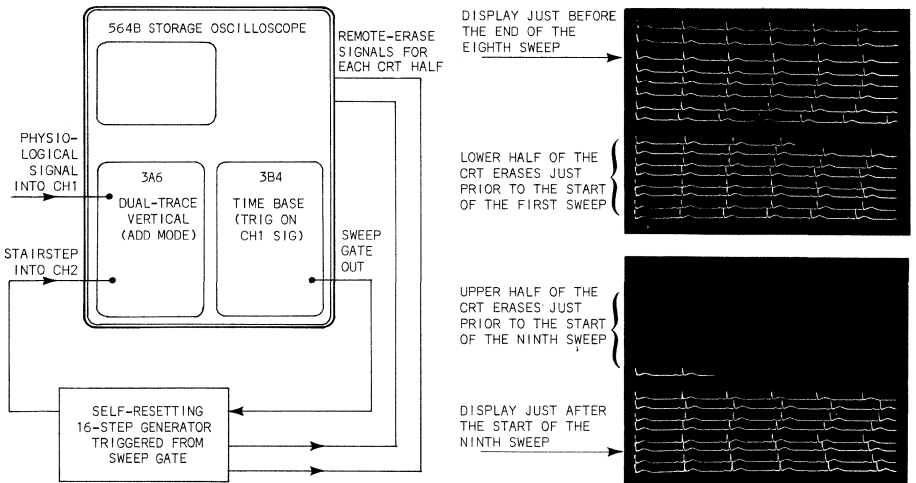 564B STORAGE OSCILLOSCOPE
REMOTE-ERASE
SIGNALS FOR
EACH CRT HALF
PHYSIO-
LOGICAL
SIGNAL
INTO CH1
3A6
DUAL-TRACE
VERTICAL
(ADD MODE)
3B4
TIME BASE
(TRIG ON
CH1 SIG)
STAIRSTEP
INTO CH2
SWEEP
GATE
OUT
SELF-RESETTING
16-STEP GENERATOR
TRIGGERED FROM
SWEEP GATE
DISPLAY JUST BEFORE
THE END OF THE
EIGHTH SWEEP
LOWER HALF OF THE
CRT ERASES JUST
PRIOR TO THE START
OF THE FIRST SWEEP
UPPER HALF OF THE
CRT ERASES JUST
PRIOR TO THE START
OF THE NINTH SWEEP
DISPLAY JUST AFTER
THE START OF THE
NINTH SWEEP